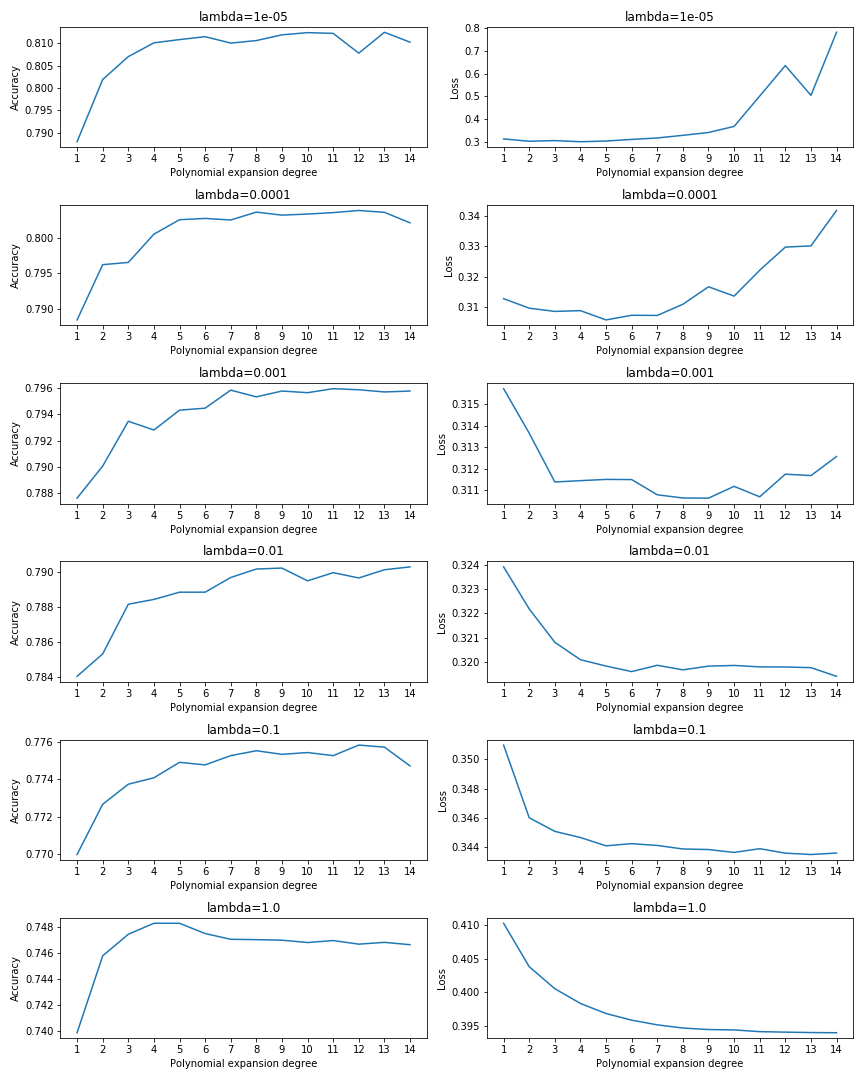 lambda=1e-05
Accuracy
0.810
0.805
0.800
0.795
0.790
1 2 3 4 5 6 7 8 9 10 11 12 13 14
Polynomial expansion degree
lambda=1e-05
Loss
0.8
0.7
0.6
0.5
0.4
0.3
1 2 3 4 5 6 7 8 9 10 11 12 13 14
Polynomial expansion degree
lambda=0.0001
Accuracy
0.800
0.795
0.790
1 2 3 4 5 6 7 8 9 10 11 12 13 14
Polynomial expansion degree
lambda=0.0001
Loss
0.34
0.33
0.32
0.31
1 2 3 4 5 6 7 8 9 10 11 12 13 14
Polynomial expansion degree
lambda=0.001
Accuracy
0.796
0.794
0.792
0.790
0.788
1 2 3 4 5 6 7 8 9 10 11 12 13 14
Polynomial expansion degree
lambda=0.001
Loss
0.315
0.314
0.313
0.312
0.311
1 2 3 4 5 6 7 8 9 10 11 12 13 14
Polynomial expansion degree
lambda=0.01
Accuracy
0.790
0.788
0.786
0.784
1 2 3 4 5 6 7 8 9 10 11 12 13 14
Polynomial expansion degree
lambda=0.01
Loss
0.324
0.323
0.322
0.321
0.320
1 2 3 4 5 6 7 8 9 10 11 12 13 14
Polynomial expansion degree
lambda=0.1
Accuracy
0.776
0.774
0.772
0.770
1 2 3 4 5 6 7 8 9 10 11 12 13 14
Polynomial expansion degree
lambda=0.1
Loss
0.350
0.348
0.346
0.344
1 2 3 4 5 6 7 8 9 10 11 12 13 14
Polynomial expansion degree
lambda=1.0
Accuracy
0.748
0.746
0.744
0.742
0.740
1 2 3 4 5 6 7 8 9 10 11 12 13 14
Polynomial expansion degree
lambda=1.0
Loss
0.410
0.405
0.400
0.395
1 2 3 4 5 6 7 8 9 10 11 12 13 14
Polynomial expansion degree